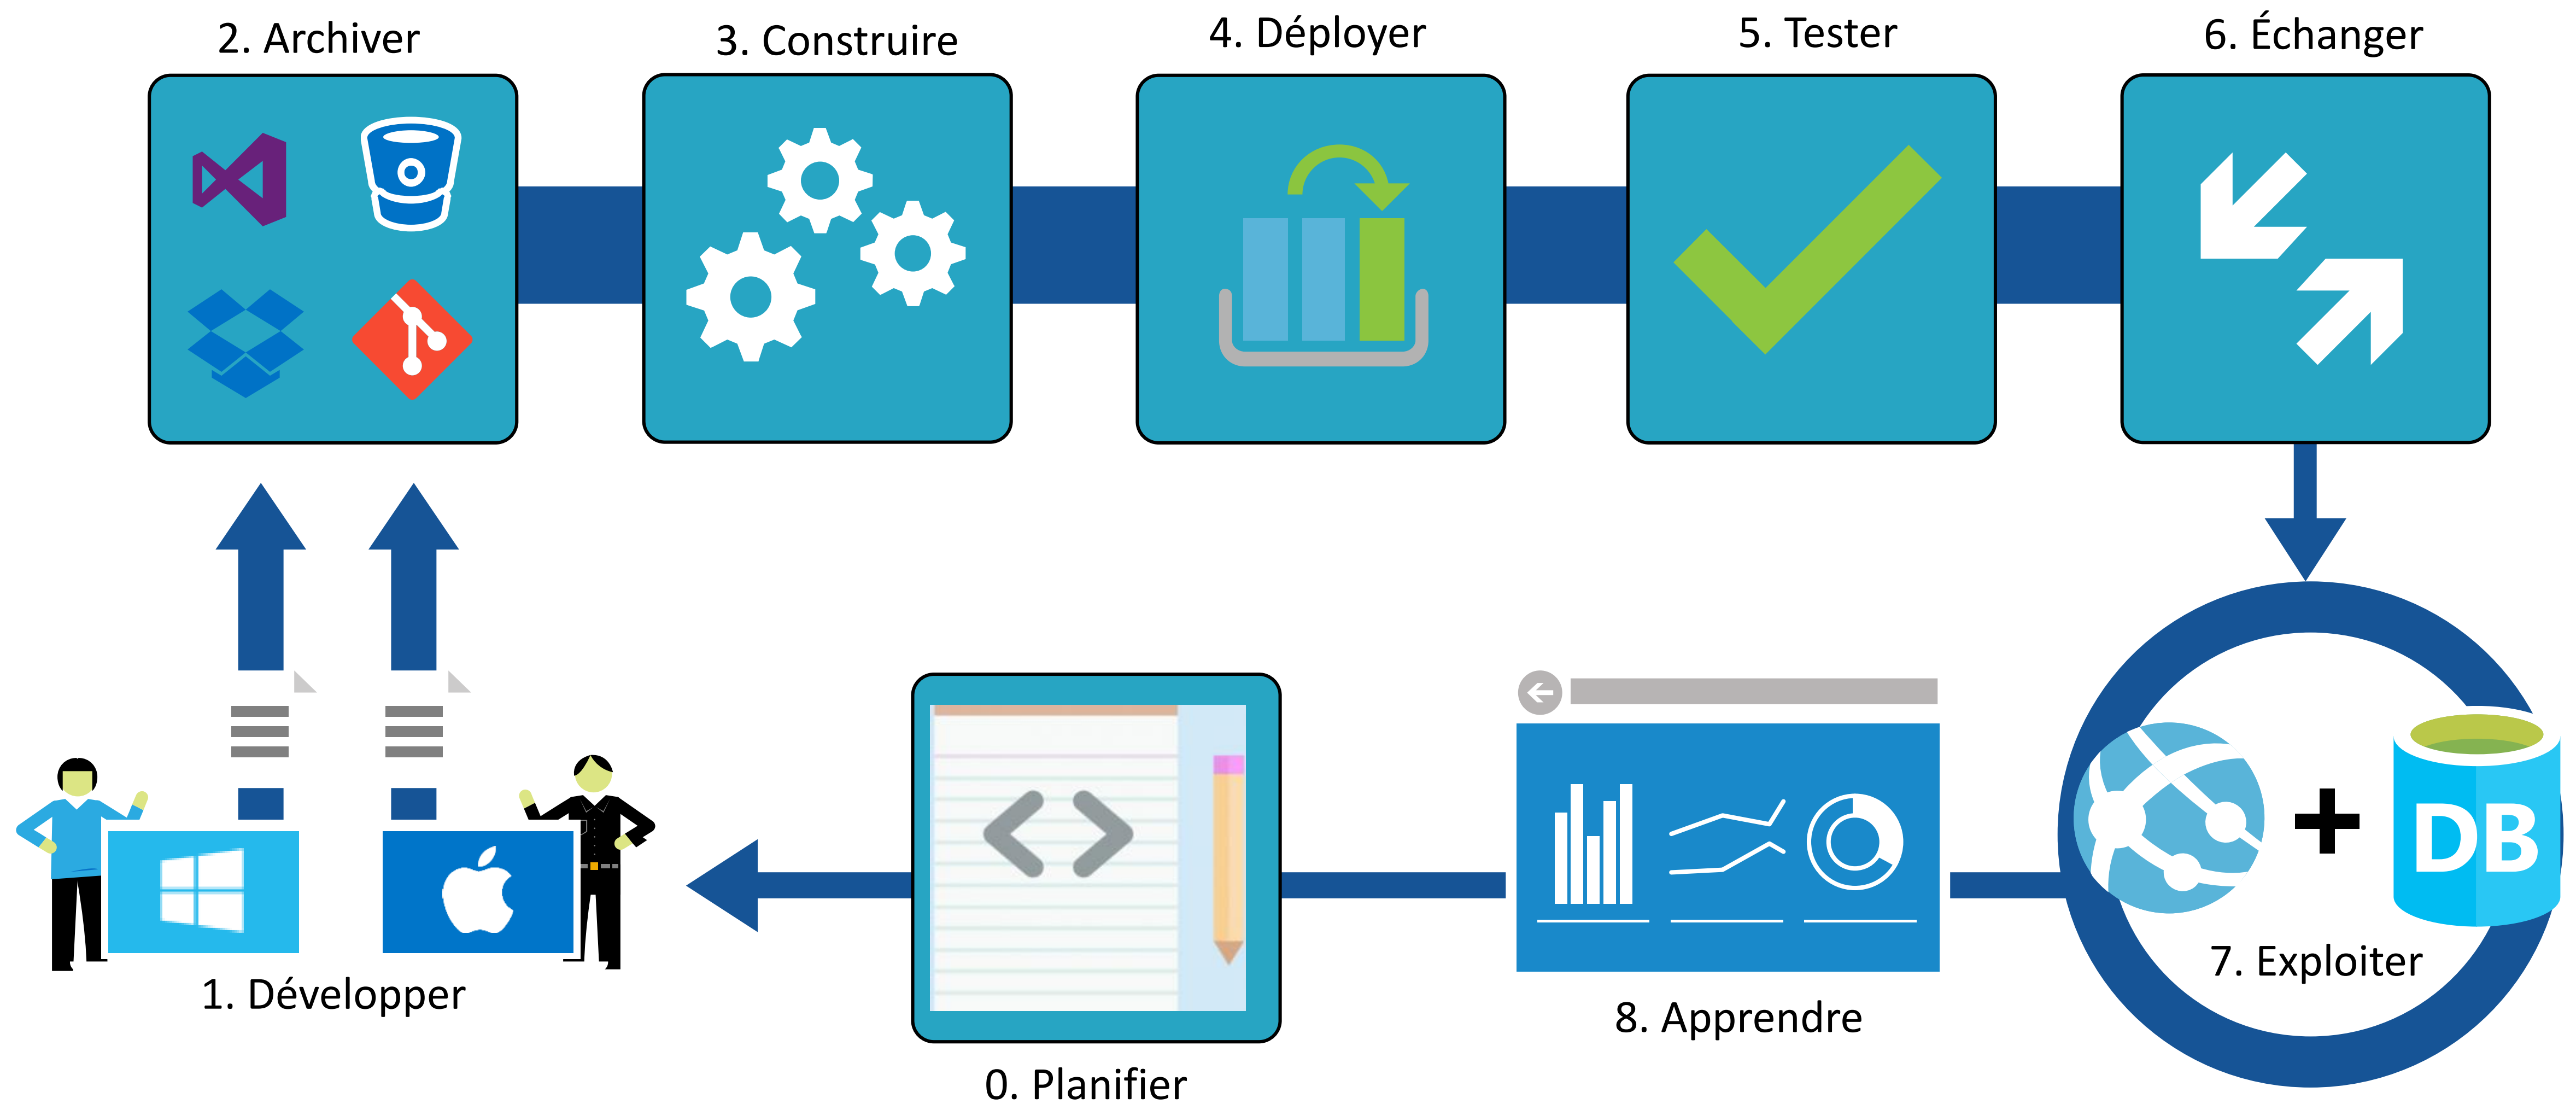 2. Archiver
3. Construire
4. Déployer
5. Tester
6. Échanger
DB
7. Exploiter
1. Développer
8. Apprendre
0. Planifier